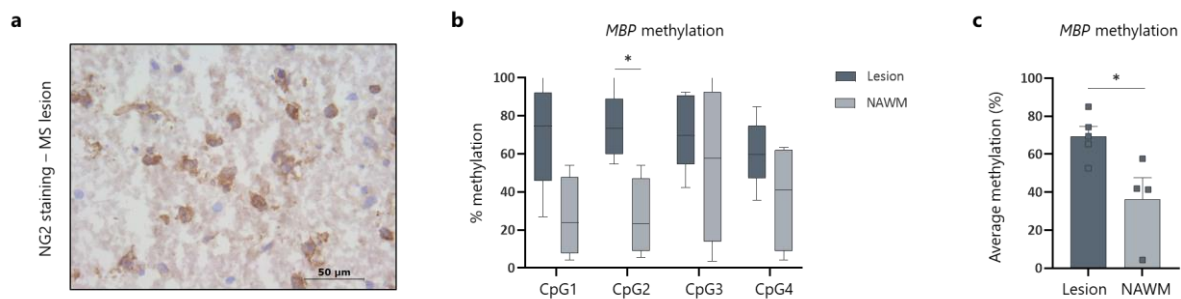 a
NG2 staining – MS lesion
50 µm
b
MBP methylation
*
% methylation
100
80
60
40
20
0
CpG1 CpG2 CpG3 CpG4
Lesion
NAWM
c
MBP methylation
*
Average methylation (%)
100
80
60
40
20
0
Lesion NAWM